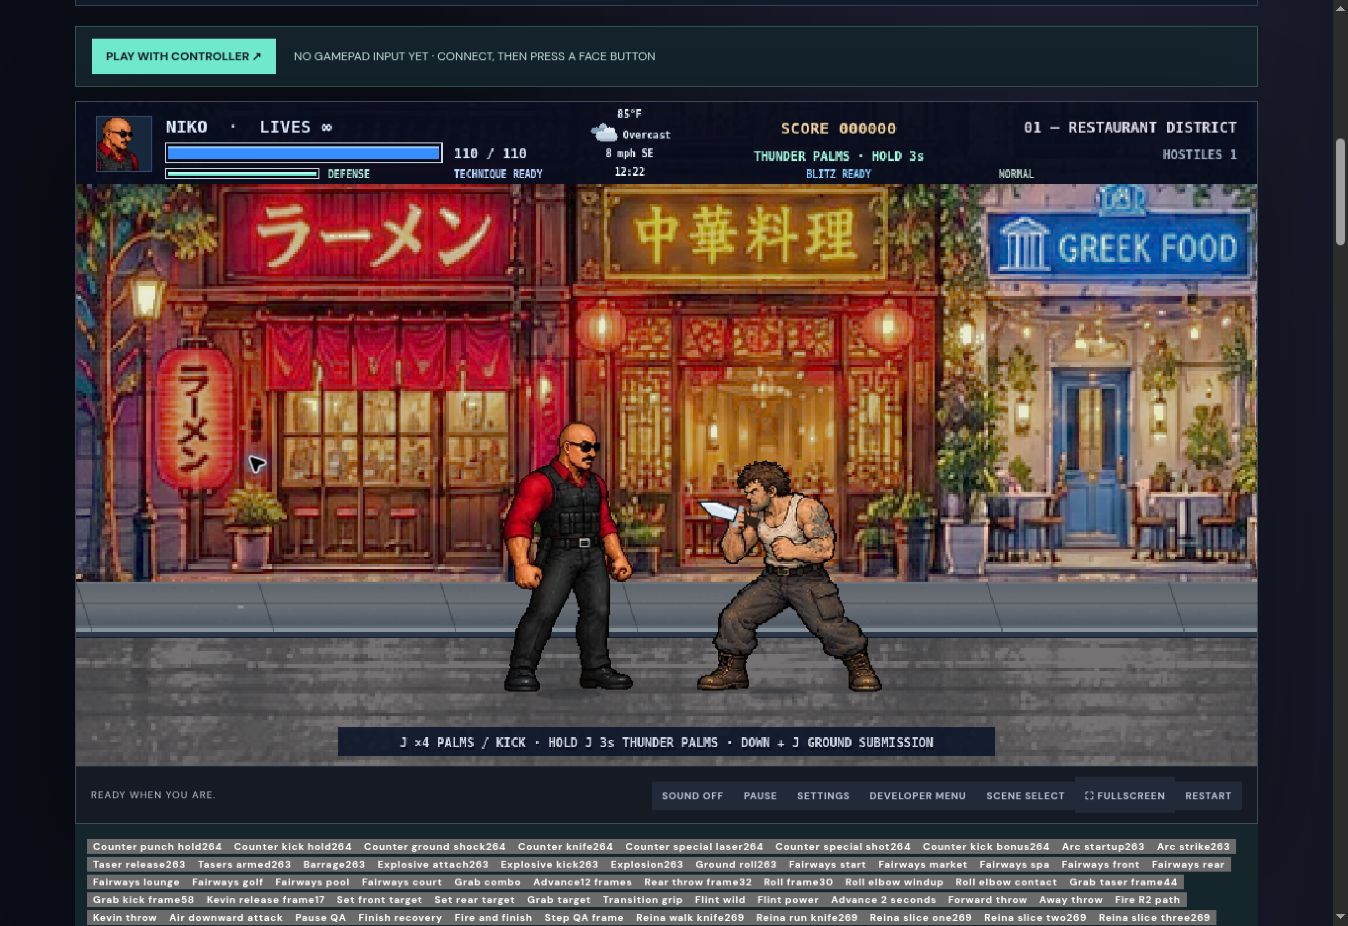 PLAY WITH CONTROLLER ↗
NO GAMEPAD INPUT YET · CONNECT, THEN PRESS A FACE BUTTON
NIKO · LIVES ∞
110 / 110
DEFENSE
TECHNIQUE READY
85°F
Overcast
8 mph SE
12:22
SCORE 000000
THUNDER PALMS · HOLD 3s
BLITZ READY
01 — RESTAURANT DISTRICT
HOSTILES 1
NORMAL
ラーメン
中華料理
GREEK FOOD
ラーメン
J ×4 PALMS / KICK · HOLD J 3s THUNDER PALMS · DOWN + J GROUND SUBMISSION
READY WHEN YOU ARE.
SOUND OFF PAUSE SETTINGS DEVELOPER MENU SCENE SELECT ⛶ FULLSCREEN RESTART
Counter punch hold264 Counter kick hold264 Counter ground shock264 Counter knife264 Counter special laser264 Counter special shot264 Counter kick bonus264 Arc startup263 Arc strike263
Taser release263 Tasers armed263 Barrage263 Explosive attach263 Explosive kick263 Explosion263 Ground roll263 Fairways start Fairways market Fairways spa Fairways front Fairways rear
Fairways lounge Fairways golf Fairways pool Fairways court Grab combo Advance12 frames Rear throw frame32 Roll frame30 Roll elbow windup Roll elbow contact Grab taser frame44
Grab kick frame58 Kevin release frame17 Set front target Set rear target Grab target Transition grip Flint wild Flint power Advance 2 seconds Forward throw Away throw Fire R2 path
Kevin throw Air downward attack Pause QA Finish recovery Fire and finish Step QA frame Reina walk knife269 Reina run knife269 Reina slice one269 Reina slice two269 Reina slice three269